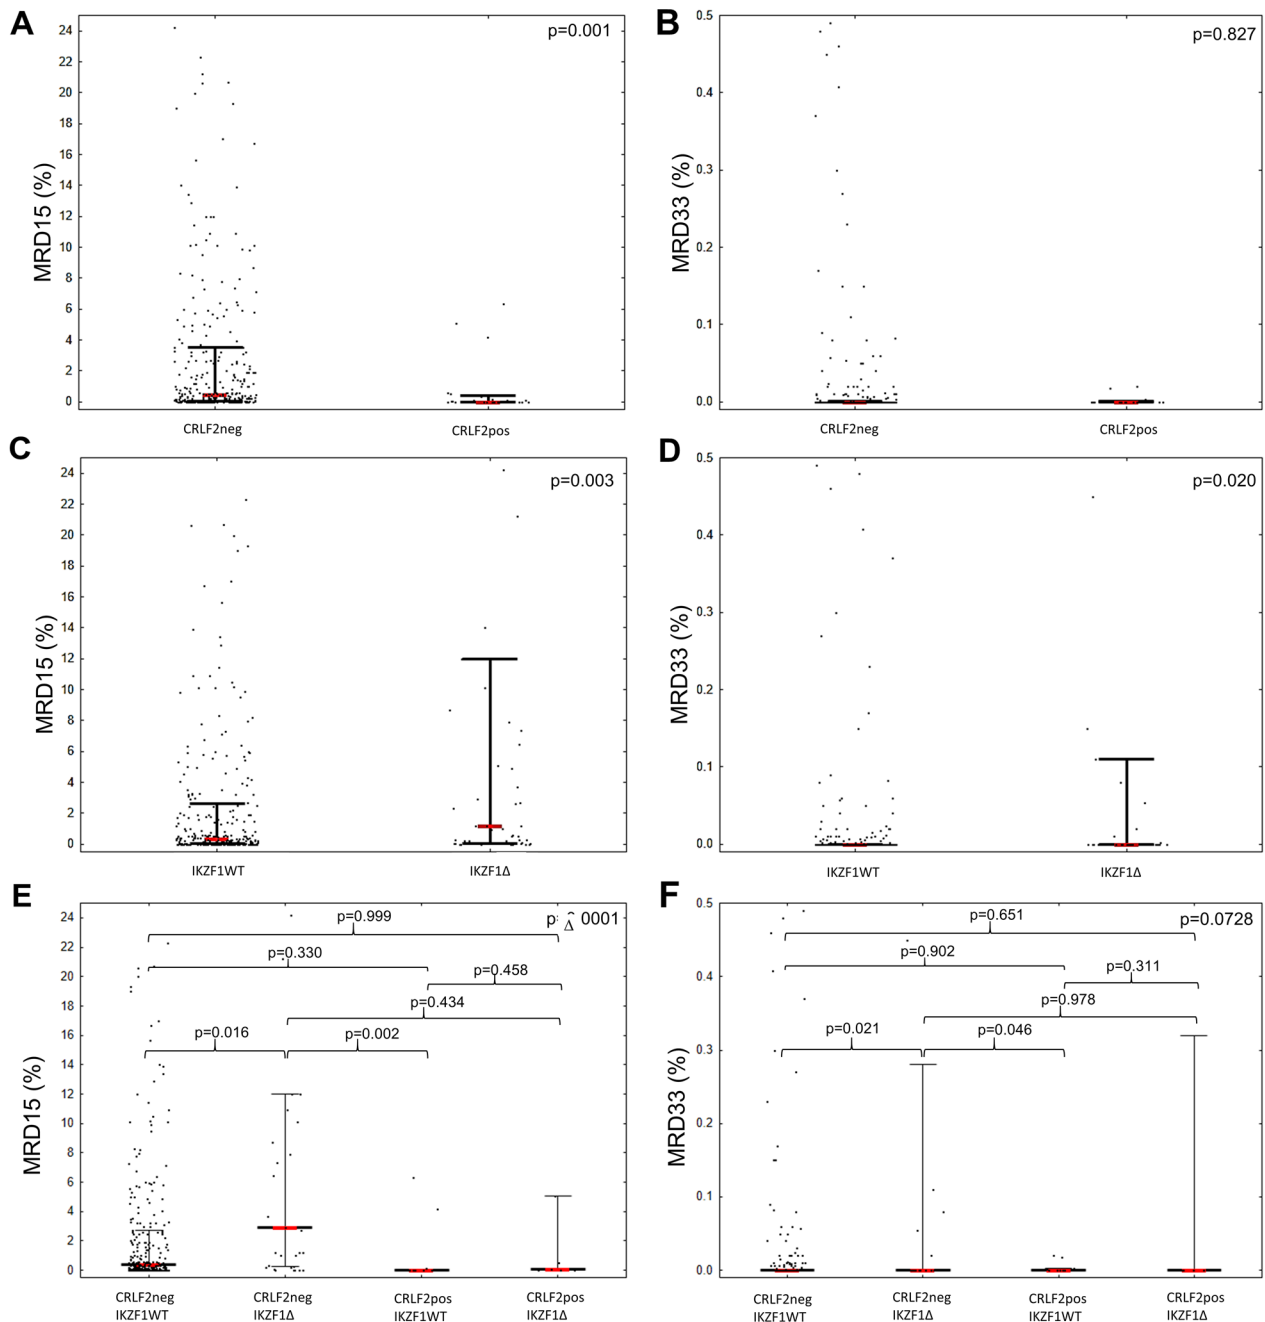 A
p=0.001
MRD15 (%)
24
22
20
18
16
14
12
10
8
6
4
2
0
CRLF2neg CRLF2pos
B
p=0.827
MRD33 (%)
0.5
0.4
0.3
0.2
0.1
0.0
CRLF2neg CRLF2pos
C
p=0.003
MRD15 (%)
24
22
20
18
16
14
12
10
8
6
4
2
0
IKZF1WT IKZF1Δ
D
p=0.020
MRD33 (%)
0.5
0.4
0.3
0.2
0.1
0.0
IKZF1WT IKZF1Δ
E
p=0.999
p=0.330
p=0.458
p=0.434
p=0.016
p=0.002
MRD15 (%)
24
22
20
18
16
14
12
10
8
6
4
2
0
CRLF2neg CRLF2neg CRLF2pos CRLF2pos
IKZF1WT IKZF1Δ IKZF1WT IKZF1Δ
F
p=0.0728
p=0.651
p=0.902
p=0.311
p=0.978
p=0.021
p=0.046
MRD33 (%)
0.5
0.4
0.3
0.2
0.1
0.0
CRLF2neg CRLF2neg CRLF2pos CRLF2pos
IKZF1WT IKZF1Δ IKZF1WT IKZF1Δ